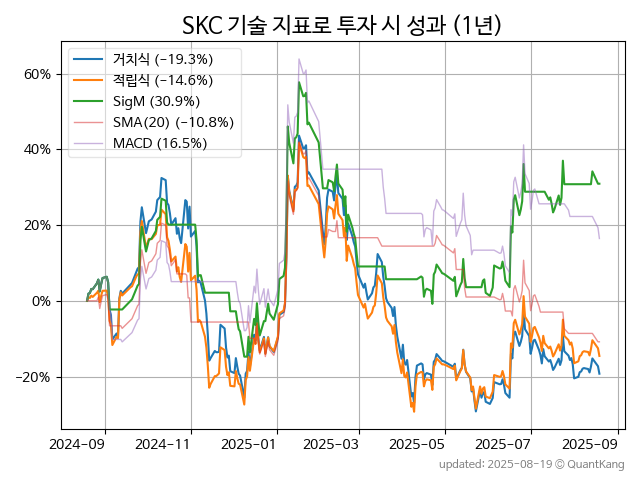 SKC 기술 지표로 투자 시 성과 (1년)
거치식 (−19.3%)
적립식 (−14.6%)
SigM (30.9%)
SMA(20) (−10.8%)
MACD (16.5%)
60%
40%
20%
0%
−20%
2024-09 2024-11 2025-01 2025-03 2025-05 2025-07 2025-09
updated: 2025-08-19 © QuantKang